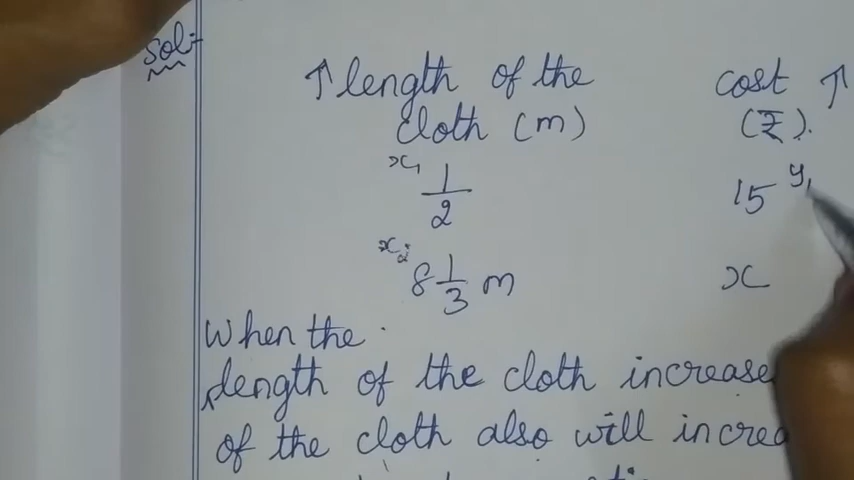 Sol:-
↑ length of the cost ↑
cloth (m) (₹).
x₁ 1/2 15 y₁
x₂ 8 1/3 m x
When the
length of the cloth increase
of the cloth also will increa